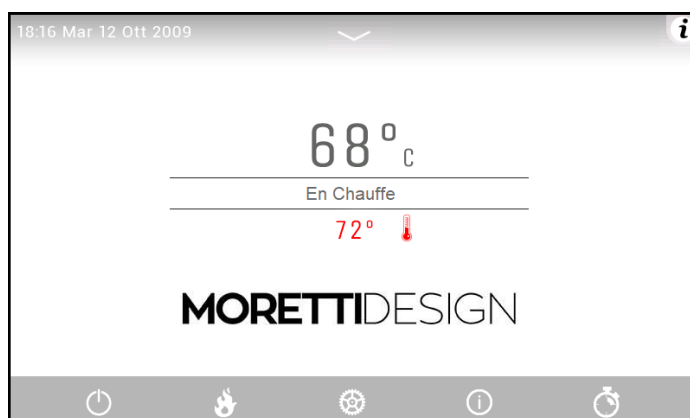 18:16 Mar 12 Ott 2009
68° C
En Chauffe
72°
MORETTIDESIGN